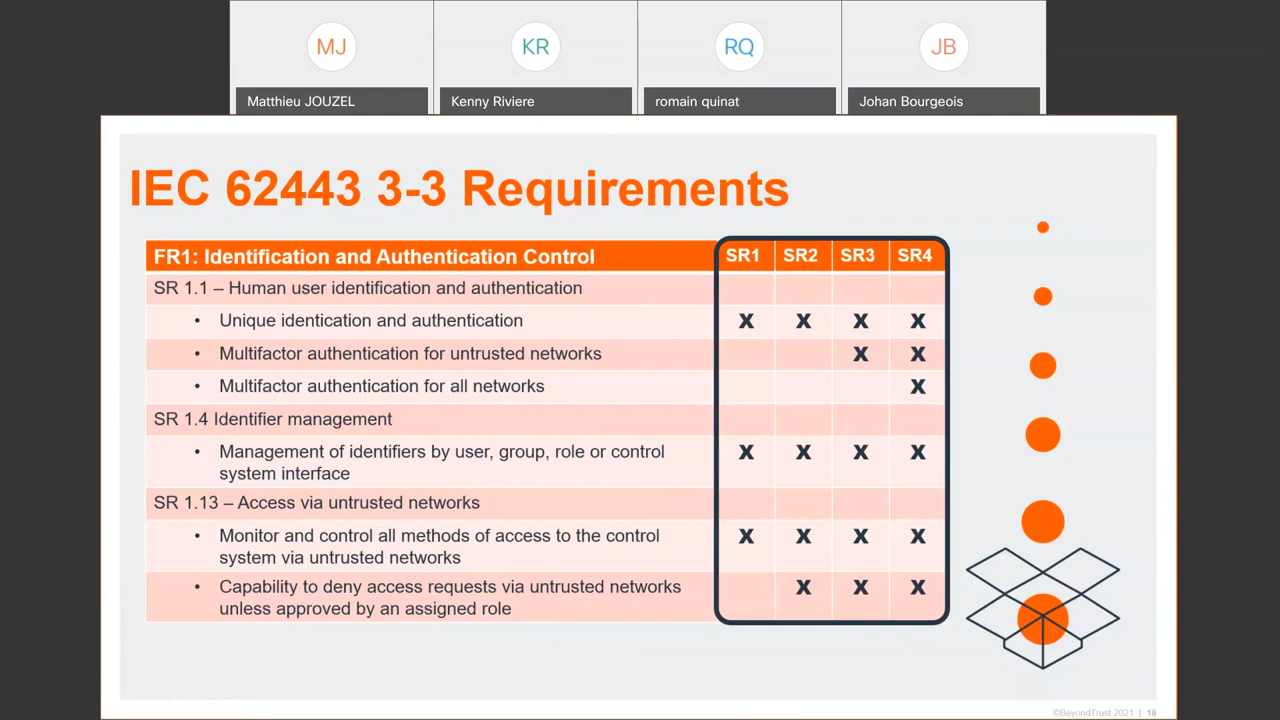 MJ
KR
RQ
JB
Matthieu JOUZEL
Kenny Riviere
romain quinat
Johan Bourgeois
IEC 62443 3-3 Requirements
FR1: Identification and Authentication Control SR1 SR2 SR3 SR4
SR 1.1 – Human user identification and authentication
• Unique identication and authentication X X X X
• Multifactor authentication for untrusted networks X X
• Multifactor authentication for all networks X
SR 1.4 Identifier management
• Management of identifiers by user, group, role or control X X X X
system interface
SR 1.13 – Access via untrusted networks
• Monitor and control all methods of access to the control X X X X
system via untrusted networks
• Capability to deny access requests via untrusted networks X X X
unless approved by an assigned role
©BeyondTrust 2021 | 16